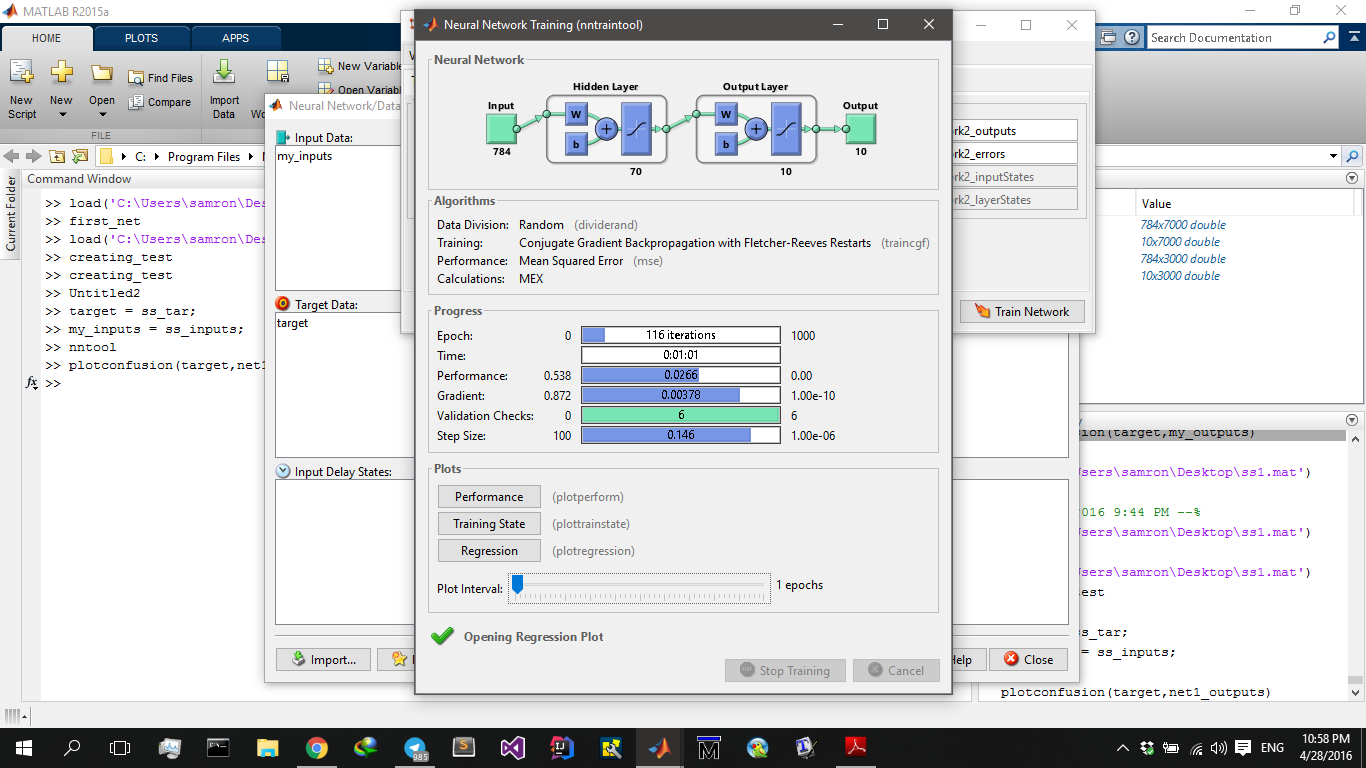 MATLAB R2015a
HOME
PLOTS
APPS
Search Documentation
New Script
New
Open
Find Files
Compare
Import Data
New Variable
Open Variable
FILE
C:
Program Files
Current Folder
Command Window
>> load('C:\Users\samron\Des
>> first_net
>> load('C:\Users\samron\Des
>> creating_test
>> creating_test
>> Untitled2
>> target = ss_tar;
>> my_inputs = ss_inputs;
>> nntool
>> plotconfusion(target,net1
fx >>
Neural Network/Data
Input Data:
my_inputs
Target Data:
target
Input Delay States:
Import...
Help
Close
Neural Network Training (nntraintool)
Neural Network
Hidden Layer
Output Layer
Input
Output
W
b
W
b
784
70
10
10
Algorithms
Data Division: Random (dividerand)
Training: Conjugate Gradient Backpropagation with Fletcher-Reeves Restarts (traincgf)
Performance: Mean Squared Error (mse)
Calculations: MEX
Progress
Epoch: 0 116 iterations 1000
Time: 0:01:01
Performance: 0.538 0.0266 0.00
Gradient: 0.872 0.00378 1.00e-10
Validation Checks: 0 6 6
Step Size: 100 0.146 1.00e-06
Plots
Performance (plotperform)
Training State (plottrainstate)
Regression (plotregression)
Plot Interval: 1 epochs
Opening Regression Plot
Stop Training
Cancel
rk2_outputs
rk2_errors
rk2_inputStates
rk2_layerStates
Train Network
Value
784x7000 double
10x7000 double
784x3000 double
10x3000 double
sion(target,my_outputs)
sers\samron\Desktop\ss1.mat')
016 9:44 PM --%
sers\samron\Desktop\ss1.mat')
sers\samron\Desktop\ss1.mat')
est
s_tar;
= ss_inputs;
plotconfusion(target,net1_outputs)
985
ENG
10:58 PM
4/28/2016